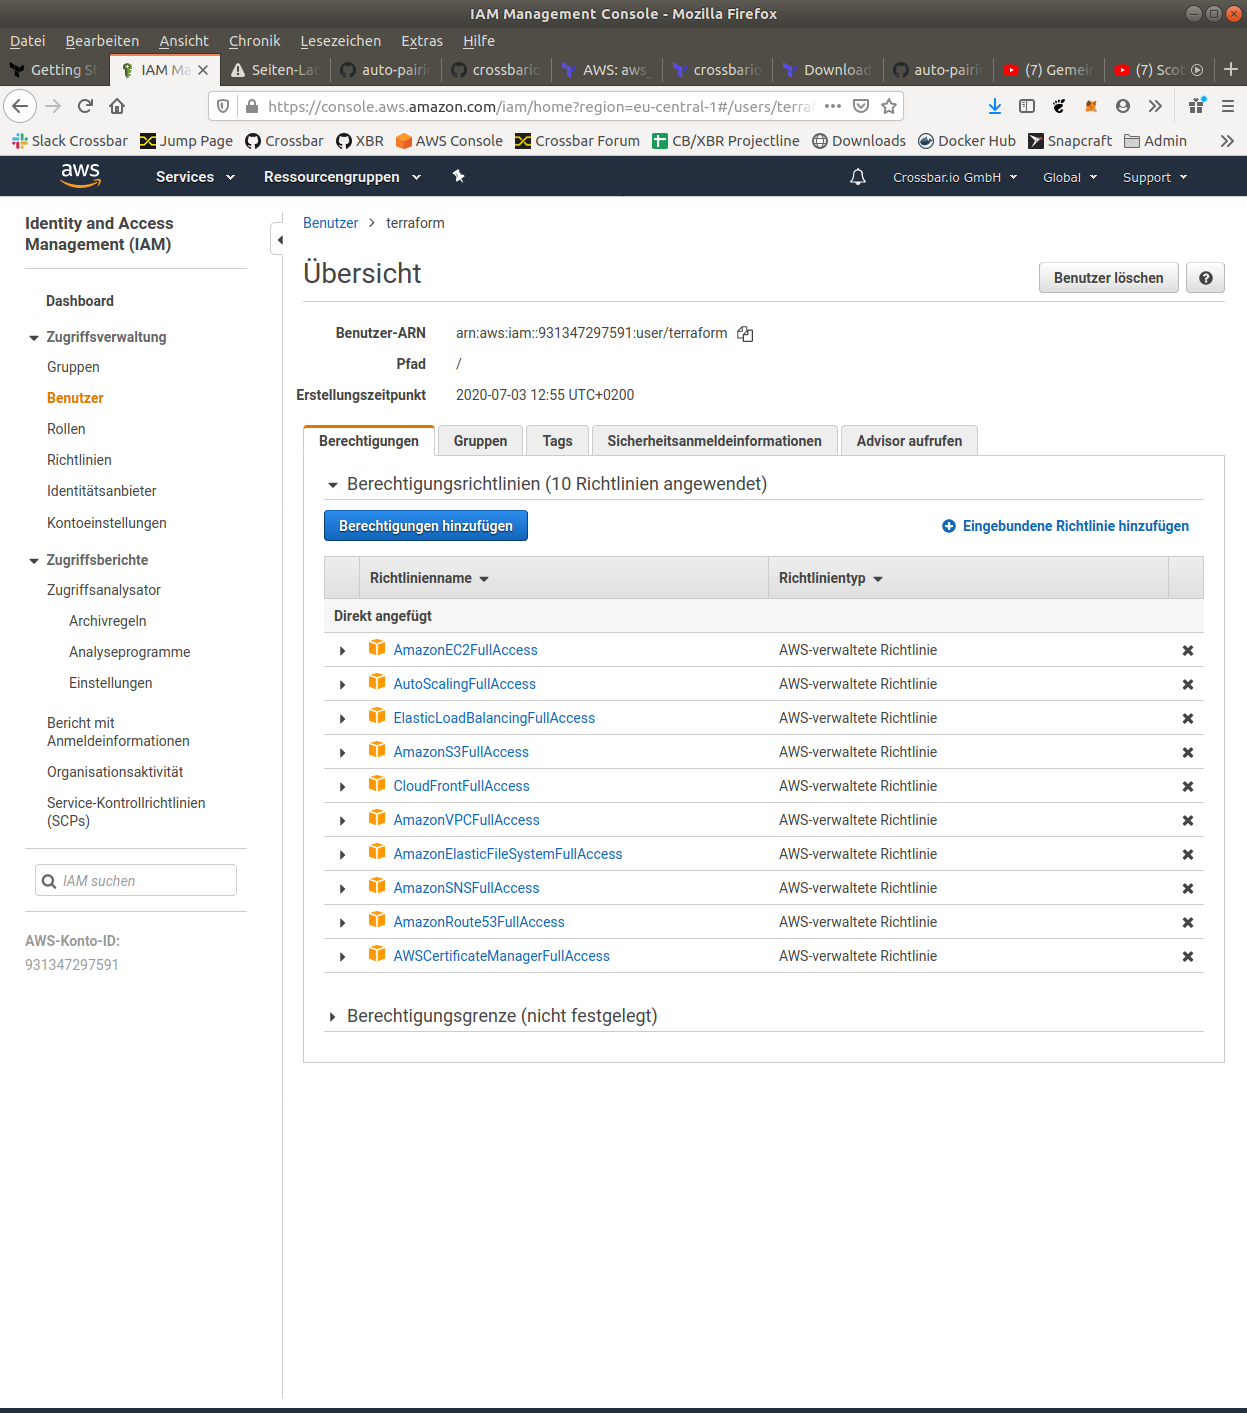 IAM Management Console - Mozilla Firefox
Datei Bearbeiten Ansicht Chronik Lesezeichen Extras Hilfe
Getting St IAM Ma Seiten-Lad auto-pairin crossbario AWS: aws_ crossbario Download auto-pairin (7) Gemein (7) Scot
https://console.aws.amazon.com/iam/home?region=eu-central-1#/users/terraf
Slack Crossbar Jump Page Crossbar XBR AWS Console Crossbar Forum CB/XBR Projectline Downloads Docker Hub Snapcraft Admin
aws Services Ressourcengruppen Crossbar.io GmbH Global Support
Identity and Access
Management (IAM)
Dashboard
Zugriffsverwaltung
Gruppen
Benutzer
Rollen
Richtlinien
Identitätsanbieter
Kontoeinstellungen
Zugriffsberichte
Zugriffsanalysator
Archivregeln
Analyseprogramme
Einstellungen
Bericht mit
Anmeldeinformationen
Organisationsaktivität
Service-Kontrollrichtlinien
(SCPs)
IAM suchen
AWS-Konto-ID:
931347297591
Benutzer > terraform
Übersicht
Benutzer löschen
Benutzer-ARN arn:aws:iam::931347297591:user/terraform
Pfad /
Erstellungszeitpunkt 2020-07-03 12:55 UTC+0200
Berechtigungen Gruppen Tags Sicherheitsanmeldeinformationen Advisor aufrufen
Berechtigungsrichtlinien (10 Richtlinien angewendet)
Berechtigungen hinzufügen Eingebundene Richtlinie hinzufügen
Richtlinienname Richtlinientyp
Direkt angefügt
AmazonEC2FullAccess AWS-verwaltete Richtlinie
AutoScalingFullAccess AWS-verwaltete Richtlinie
ElasticLoadBalancingFullAccess AWS-verwaltete Richtlinie
AmazonS3FullAccess AWS-verwaltete Richtlinie
CloudFrontFullAccess AWS-verwaltete Richtlinie
AmazonVPCFullAccess AWS-verwaltete Richtlinie
AmazonElasticFileSystemFullAccess AWS-verwaltete Richtlinie
AmazonSNSFullAccess AWS-verwaltete Richtlinie
AmazonRoute53FullAccess AWS-verwaltete Richtlinie
AWSCertificateManagerFullAccess AWS-verwaltete Richtlinie
Berechtigungsgrenze (nicht festgelegt)